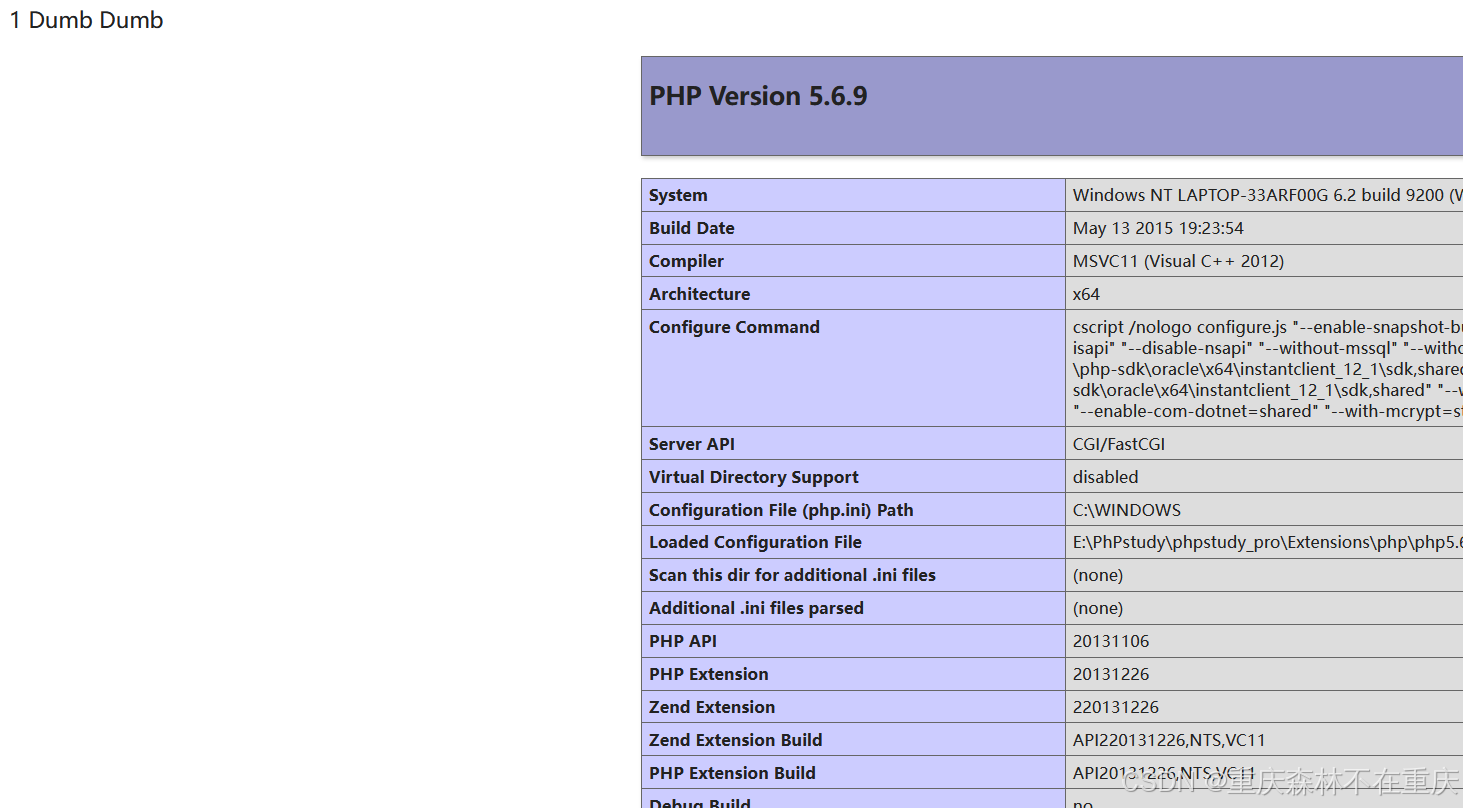 1 Dumb Dumb
PHP Version 5.6.9
System Windows NT LAPTOP-33ARF00G 6.2 build 9200 (W
Build Date May 13 2015 19:23:54
Compiler MSVC11 (Visual C++ 2012)
Architecture x64
Configure Command cscript /nologo configure.js "--enable-snapshot-bu
isapi" "--disable-nsapi" "--without-mssql" "--witho
\php-sdk\oracle\x64\instantclient_12_1\sdk,shared
sdk\oracle\x64\instantclient_12_1\sdk,shared" "--w
"--enable-com-dotnet=shared" "--with-mcrypt=st
Server API CGI/FastCGI
Virtual Directory Support disabled
Configuration File (php.ini) Path C:\WINDOWS
Loaded Configuration File E:\PhPstudy\phpstudy_pro\Extensions\php\php5.6
Scan this dir for additional .ini files (none)
Additional .ini files parsed (none)
PHP API 20131106
PHP Extension 20131226
Zend Extension 220131226
Zend Extension Build API220131226,NTS,VC11
PHP Extension Build API20131226,NTS,VC11
CSDN @重庆森林不在重庆
Debug Build no